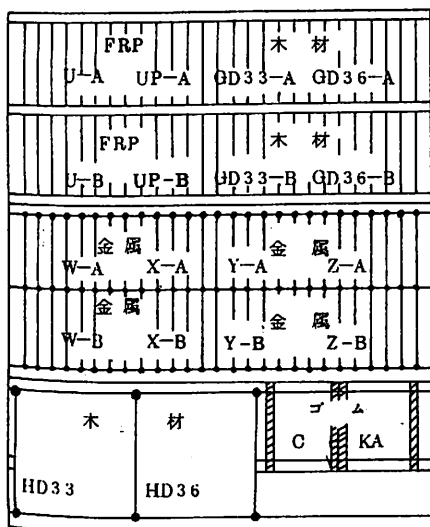 FRP 木 材
U-A UP-A GD33-A GD36-A
FRP 木 材
U-B UP-B GD33-B GD36-B
金 属 金 属
W-A X-A Y-A Z-A
金 属 金 属
W-B X-B Y-B Z-B
木 材 ゴ ム
C KA
HD33 HD36